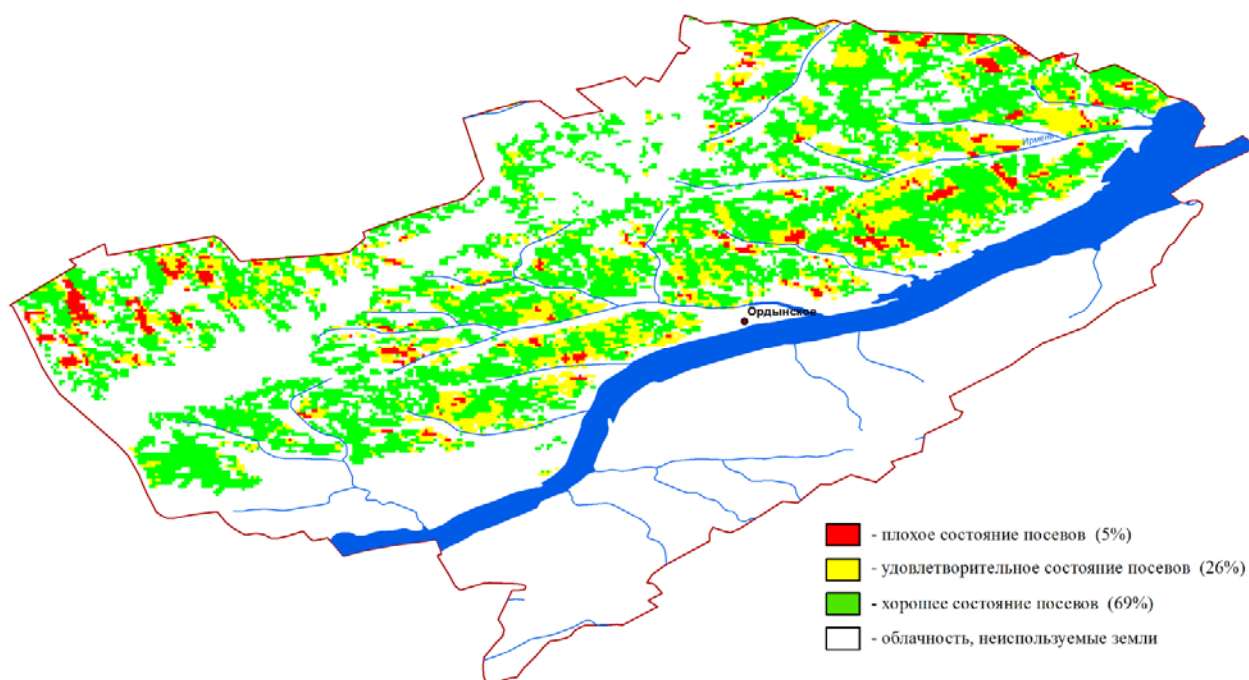 Ирмень
Ордынское
- плохое состояние посевов (5%)
- удовлетворительное состояние посевов (26%)
- хорошее состояние посевов (69%)
- облачность, неиспользуемые земли